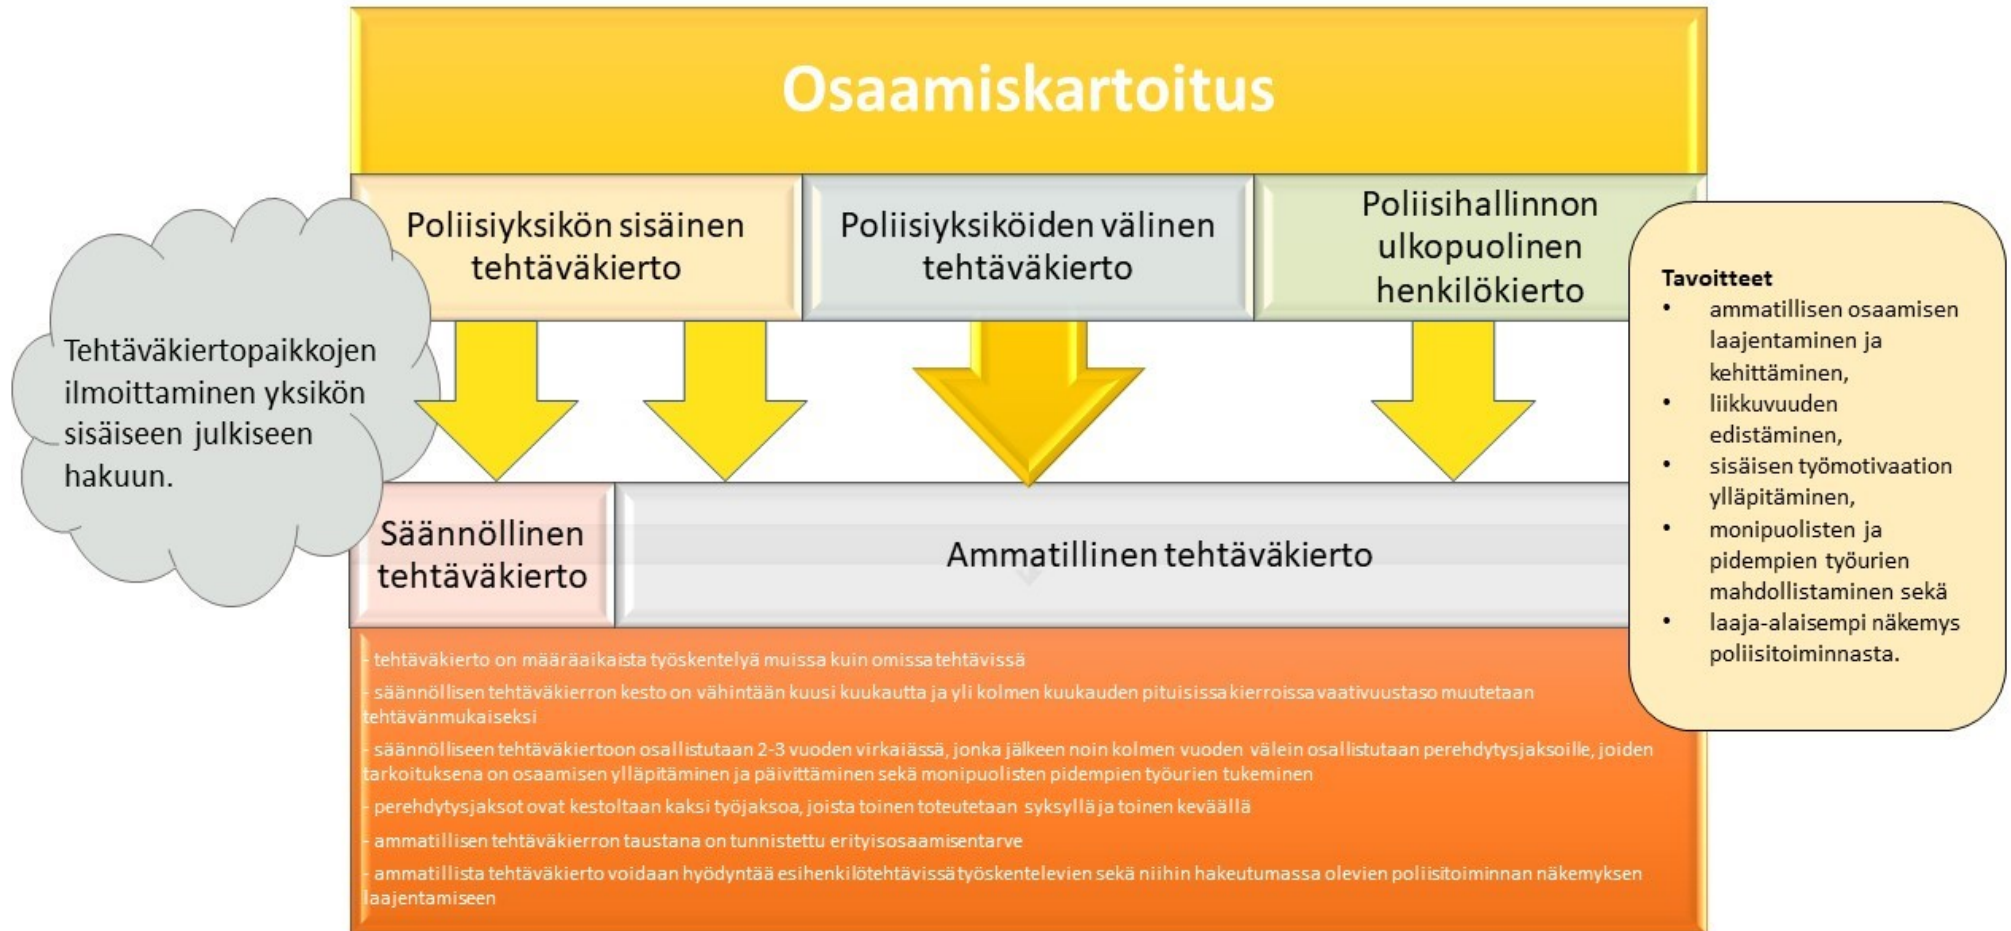 Osaamiskartoitus
Poliisiyksikön sisäinen
tehtäväkierto
Poliisiyksiköiden välinen
tehtäväkierto
Poliisihallinnon
ulkopuolinen
henkilökierto
Tehtäväkiertopaikkojen
ilmoittaminen yksikön
sisäiseen julkiseen
hakuun.
Tavoitteet
• ammatillisen osaamisen
laajentaminen ja
kehittäminen,
• liikkuvuuden
edistäminen,
• sisäisen työmotivaation
ylläpitäminen,
• monipuolisten ja
pidempien työurien
mahdollistaminen sekä
• laaja-alaisempi näkemys
poliisitoiminnasta.
Säännöllinen
tehtäväkierto
Ammatillinen tehtäväkierto
- tehtäväkierto on määräaikaista työskentelyä muissa kuin omissa tehtävissä
- säännöllisen tehtäväkierron kesto on vähintään kuusi kuukautta ja yli kolmen kuukauden pituisissa kierroissa vaativuustaso muutetaan
tehtävänmukaiseksi
- säännölliseen tehtäväkiertoon osallistutaan 2-3 vuoden virkaiässä, jonka jälkeen noin kolmen vuoden välein osallistutaan perehdytysjaksoille, joiden
tarkoituksena on osaamisen ylläpitäminen ja päivittäminen sekä monipuolisten pidempien työurien tukeminen
- perehdytysjaksot ovat kestoltaan kaksi työjaksoa, joista toinen toteutetaan syksyllä ja toinen keväällä
- ammatillisen tehtäväkierron taustana on tunnistettu erityisosaamisentarve
- ammatillista tehtäväkierto voidaan hyödyntää esihenkilötehtävissä työskentelevien sekä niihin hakeutumassa olevien poliisitoiminnan näkemyksen
laajentamiseen